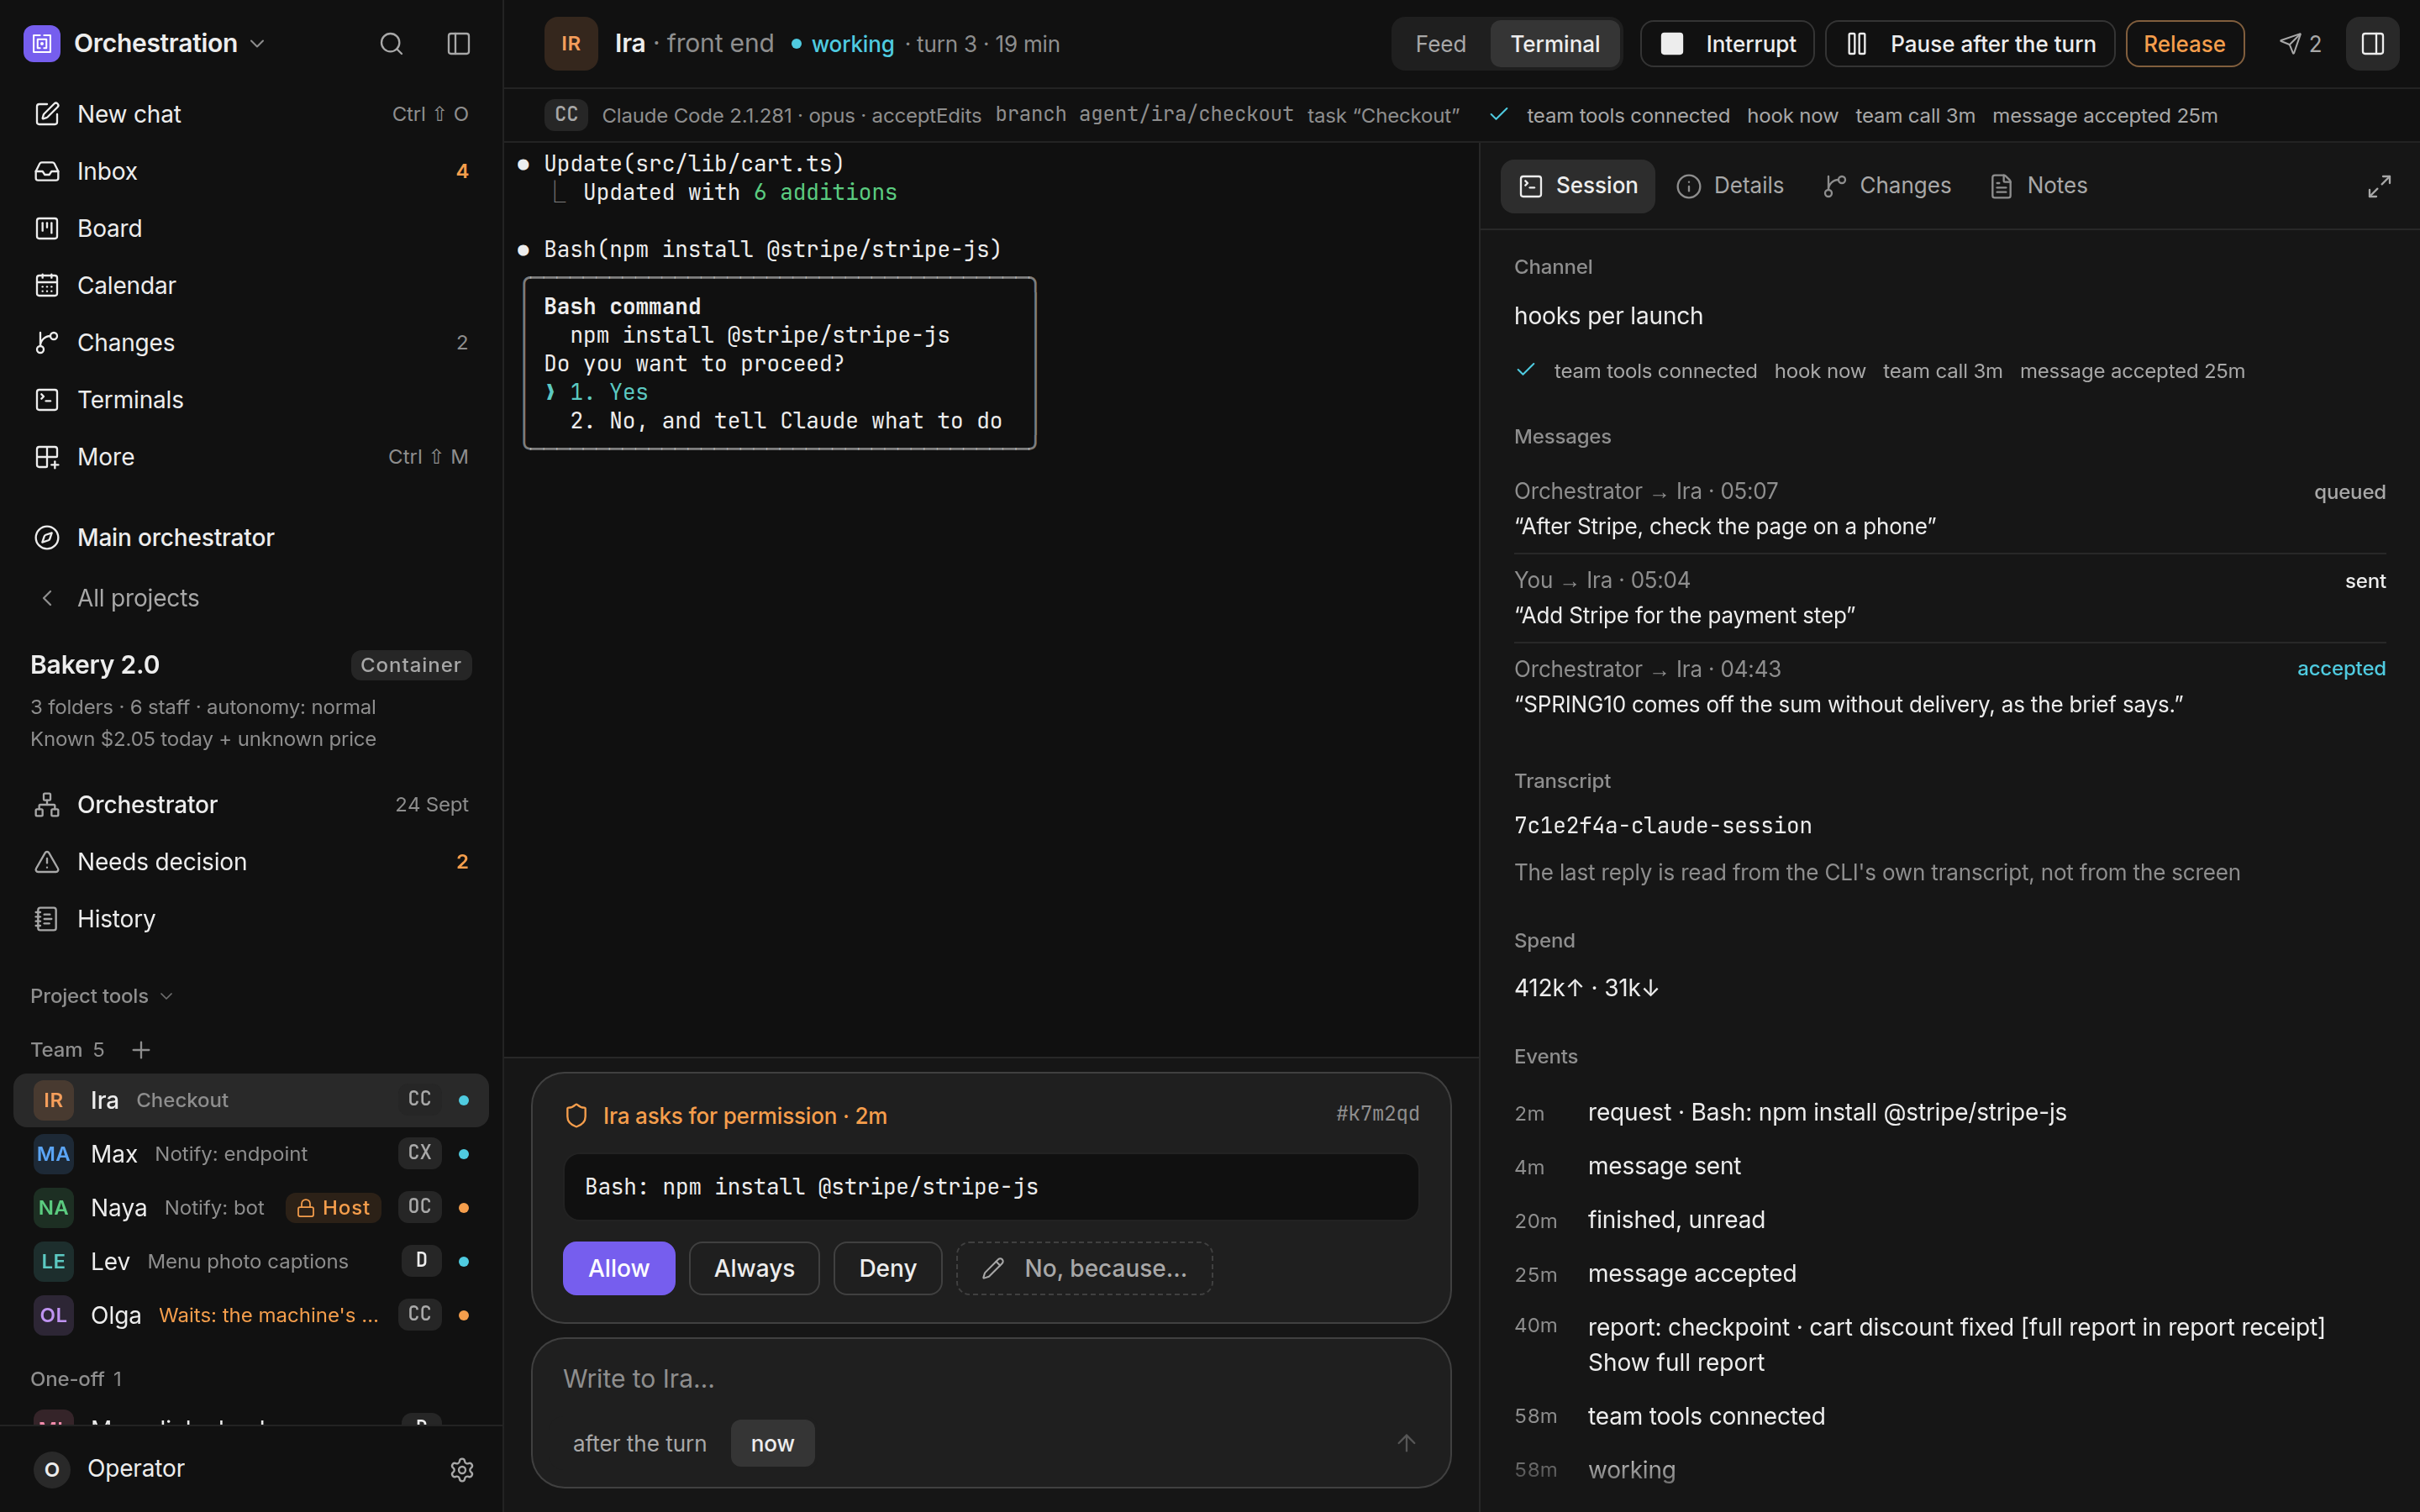 Orchestration
New chat Ctrl ⇧ O
Inbox 4
Board
Calendar
Changes 2
Terminals
More Ctrl ⇧ M
Main orchestrator
All projects
Bakery 2.0 Container
3 folders · 6 staff · autonomy: normal
Known $2.05 today + unknown price
Orchestrator 24 Sept
Needs decision 2
History
Project tools
Team 5
IR Ira Checkout CC
MA Max Notify: endpoint CX
NA Naya Notify: bot Host OC
LE Lev Menu photo captions D
OL Olga Waits: the machine's ... CC
One-off 1
O Operator
IR Ira · front end working · turn 3 · 19 min
Feed Terminal Interrupt Pause after the turn Release 2
CC Claude Code 2.1.281 · opus · acceptEdits branch agent/ira/checkout task “Checkout” team tools connected hook now team call 3m message accepted 25m
● Update(src/lib/cart.ts)
⎿ Updated with 6 additions
● Bash(npm install @stripe/stripe-js)
Bash command
npm install @stripe/stripe-js
Do you want to proceed?
❯ 1. Yes
2. No, and tell Claude what to do
Ira asks for permission · 2m #k7m2qd
Bash: npm install @stripe/stripe-js
Allow Always Deny No, because...
Write to Ira...
after the turn now
Session Details Changes Notes
Channel
hooks per launch
team tools connected hook now team call 3m message accepted 25m
Messages
Orchestrator → Ira · 05:07 queued
“After Stripe, check the page on a phone”
You → Ira · 05:04 sent
“Add Stripe for the payment step”
Orchestrator → Ira · 04:43 accepted
“SPRING10 comes off the sum without delivery, as the brief says.”
Transcript
7c1e2f4a-claude-session
The last reply is read from the CLI's own transcript, not from the screen
Spend
412k↑ · 31k↓
Events
2m request · Bash: npm install @stripe/stripe-js
4m message sent
20m finished, unread
25m message accepted
40m report: checkpoint · cart discount fixed [full report in report receipt]
Show full report
58m team tools connected
58m working